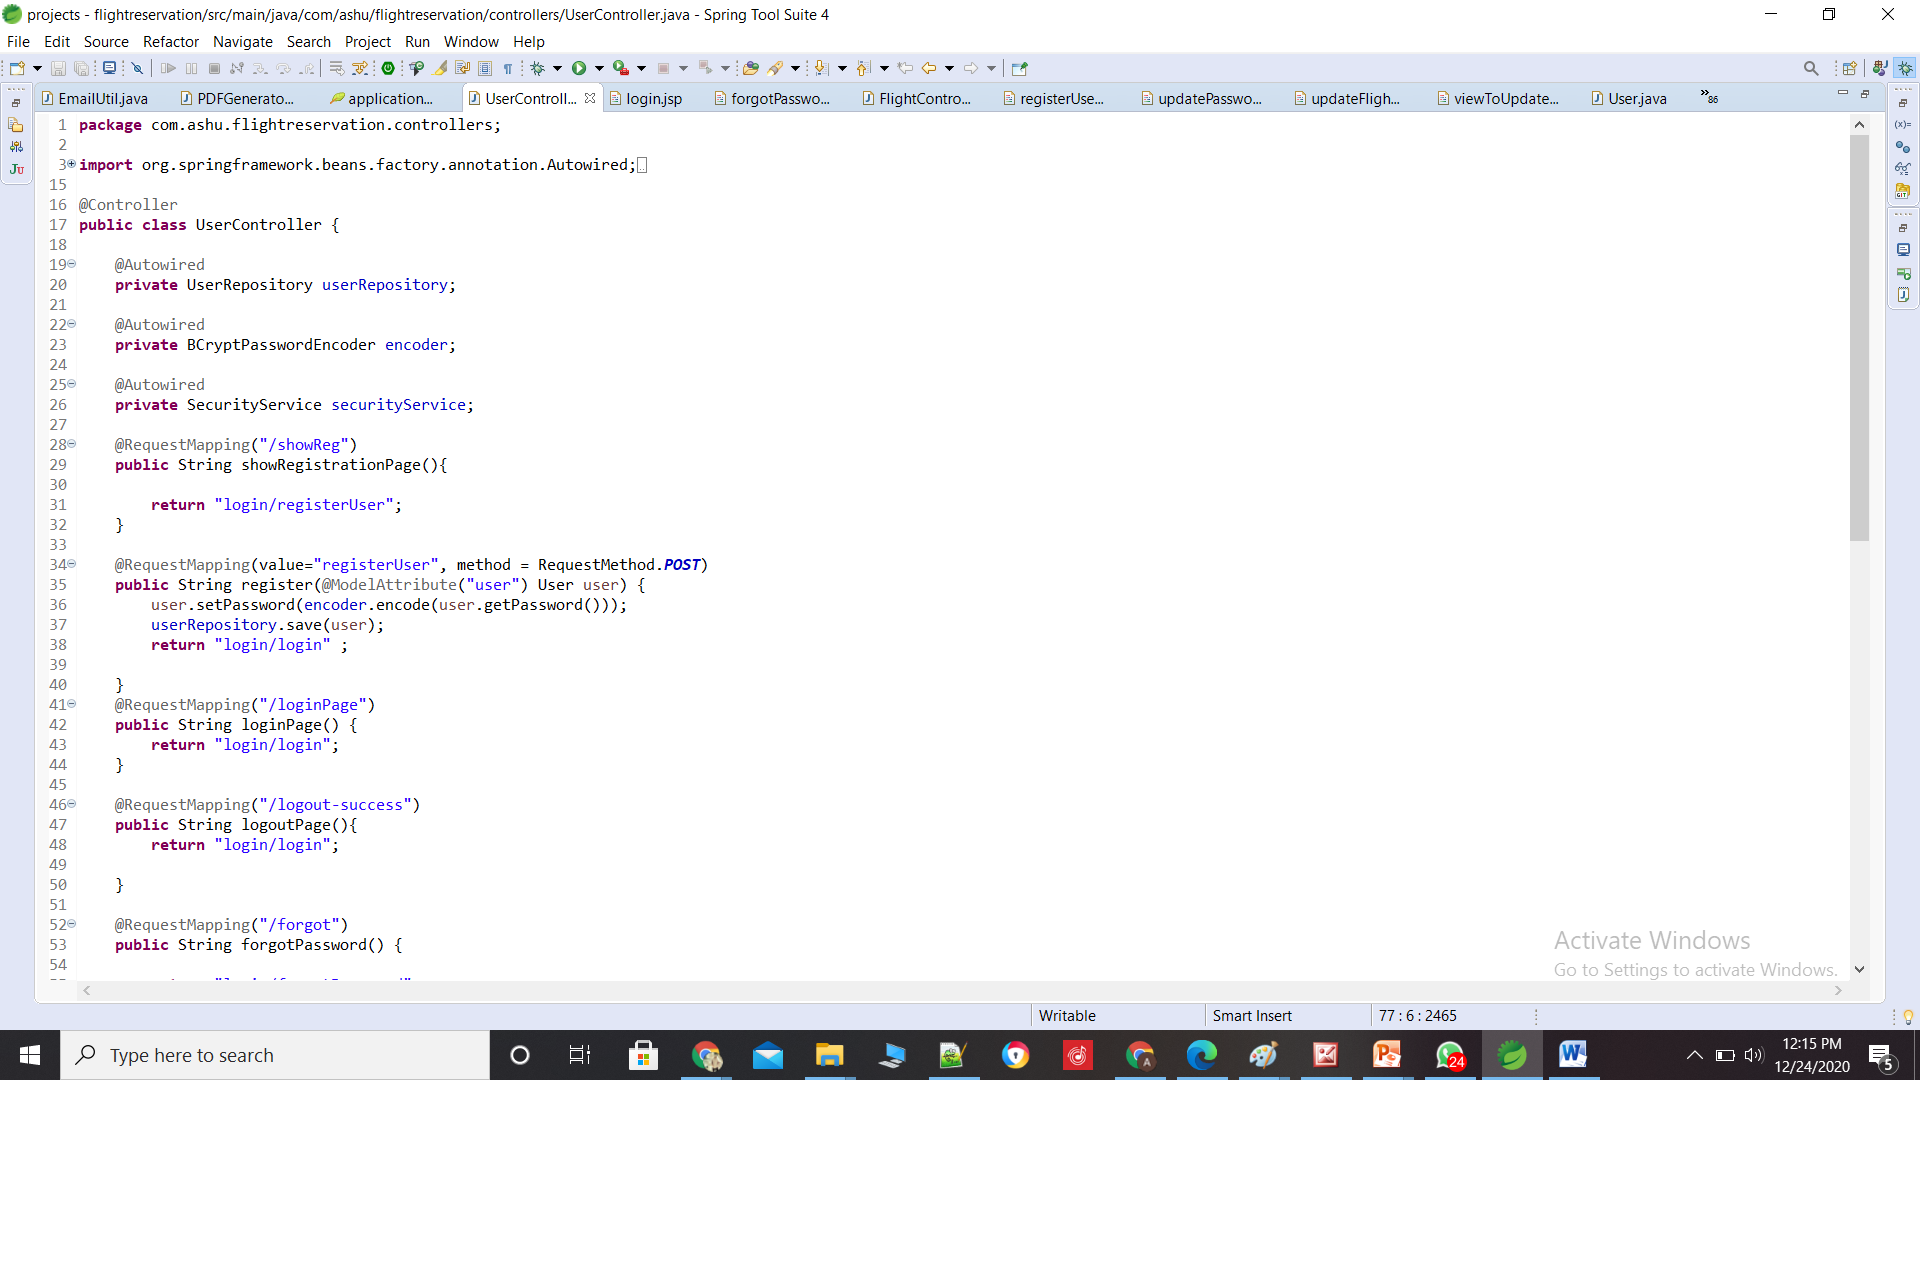 projects - flightreservation/src/main/java/com/ashu/flightreservation/controllers/UserController.java - Spring Tool Suite 4
File Edit Source Refactor Navigate Search Project Run Window Help
EmailUtil.java PDFGenerato... application... UserControll... login.jsp forgotPasswo... FlightContro... registerUse... updatePasswo... updateFligh... viewToUpdate... User.java »86
1 package com.ashu.flightreservation.controllers;
2
3 import org.springframework.beans.factory.annotation.Autowired;
15
16 @Controller
17 public class UserController {
18
19 @Autowired
20 private UserRepository userRepository;
21
22 @Autowired
23 private BCryptPasswordEncoder encoder;
24
25 @Autowired
26 private SecurityService securityService;
27
28 @RequestMapping("/showReg")
29 public String showRegistrationPage(){
30
31 return "login/registerUser";
32 }
33
34 @RequestMapping(value="registerUser", method = RequestMethod.POST)
35 public String register(@ModelAttribute("user") User user) {
36 user.setPassword(encoder.encode(user.getPassword()));
37 userRepository.save(user);
38 return "login/login" ;
39
40 }
41 @RequestMapping("/loginPage")
42 public String loginPage() {
43 return "login/login";
44 }
45
46 @RequestMapping("/logout-success")
47 public String logoutPage(){
48 return "login/login";
49
50 }
51
52 @RequestMapping("/forgot")
53 public String forgotPassword() {
54
Activate Windows
Go to Settings to activate Windows.
Writable Smart Insert 77 : 6 : 2465
Type here to search
24
12:15 PM
12/24/2020
5